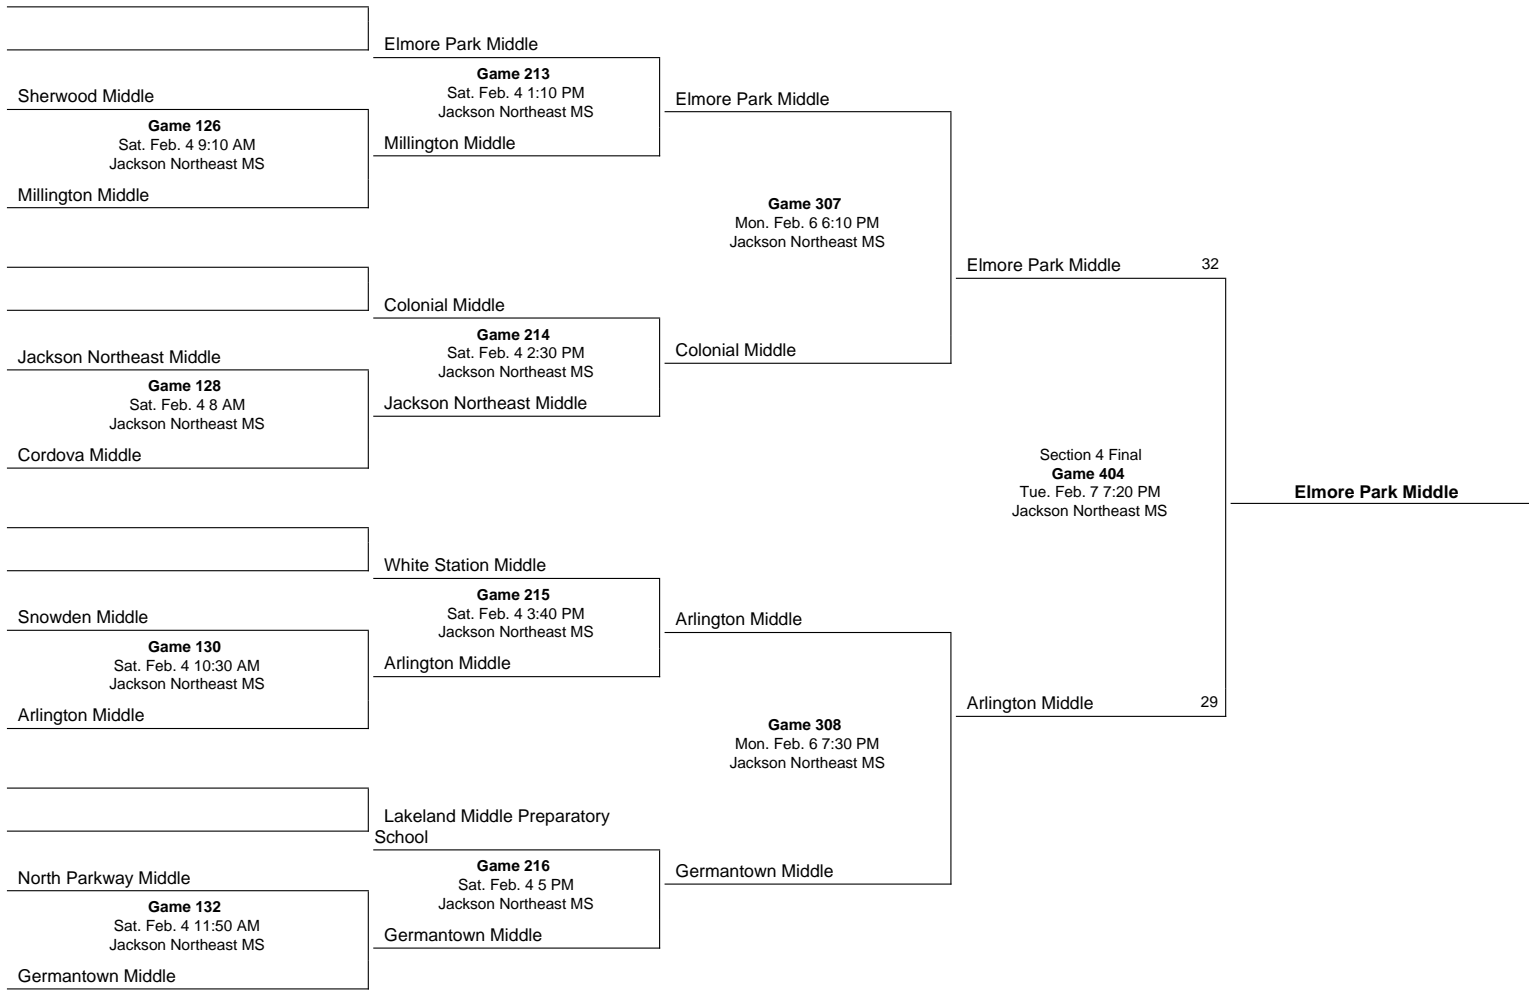 Elmore Park Middle
Game 213
Sat. Feb. 4 1:10 PM
Jackson Northeast MS
Millington Middle
Sherwood Middle
Game 126
Sat. Feb. 4 9:10 AM
Jackson Northeast MS
Millington Middle
Elmore Park Middle
Game 307
Mon. Feb. 6 6:10 PM
Jackson Northeast MS
Colonial Middle
Colonial Middle
Game 214
Sat. Feb. 4 2:30 PM
Jackson Northeast MS
Jackson Northeast Middle
Jackson Northeast Middle
Game 128
Sat. Feb. 4 8 AM
Jackson Northeast MS
Cordova Middle
Elmore Park Middle 32
Section 4 Final
Game 404
Tue. Feb. 7 7:20 PM
Jackson Northeast MS
Arlington Middle 29
Elmore Park Middle
White Station Middle
Game 215
Sat. Feb. 4 3:40 PM
Jackson Northeast MS
Arlington Middle
Snowden Middle
Game 130
Sat. Feb. 4 10:30 AM
Jackson Northeast MS
Arlington Middle
Arlington Middle
Game 308
Mon. Feb. 6 7:30 PM
Jackson Northeast MS
Germantown Middle
Lakeland Middle Preparatory
School
Game 216
Sat. Feb. 4 5 PM
Jackson Northeast MS
Germantown Middle
North Parkway Middle
Game 132
Sat. Feb. 4 11:50 AM
Jackson Northeast MS
Germantown Middle